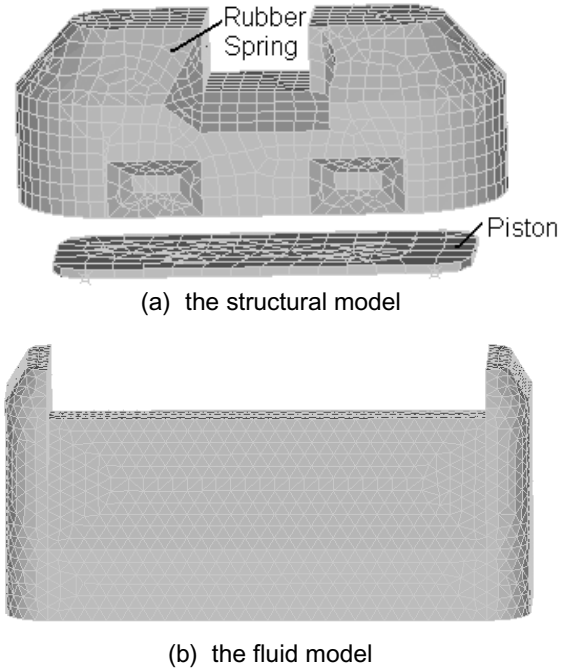 Rubber
Spring
Piston
(a) the structural model
(b) the fluid model